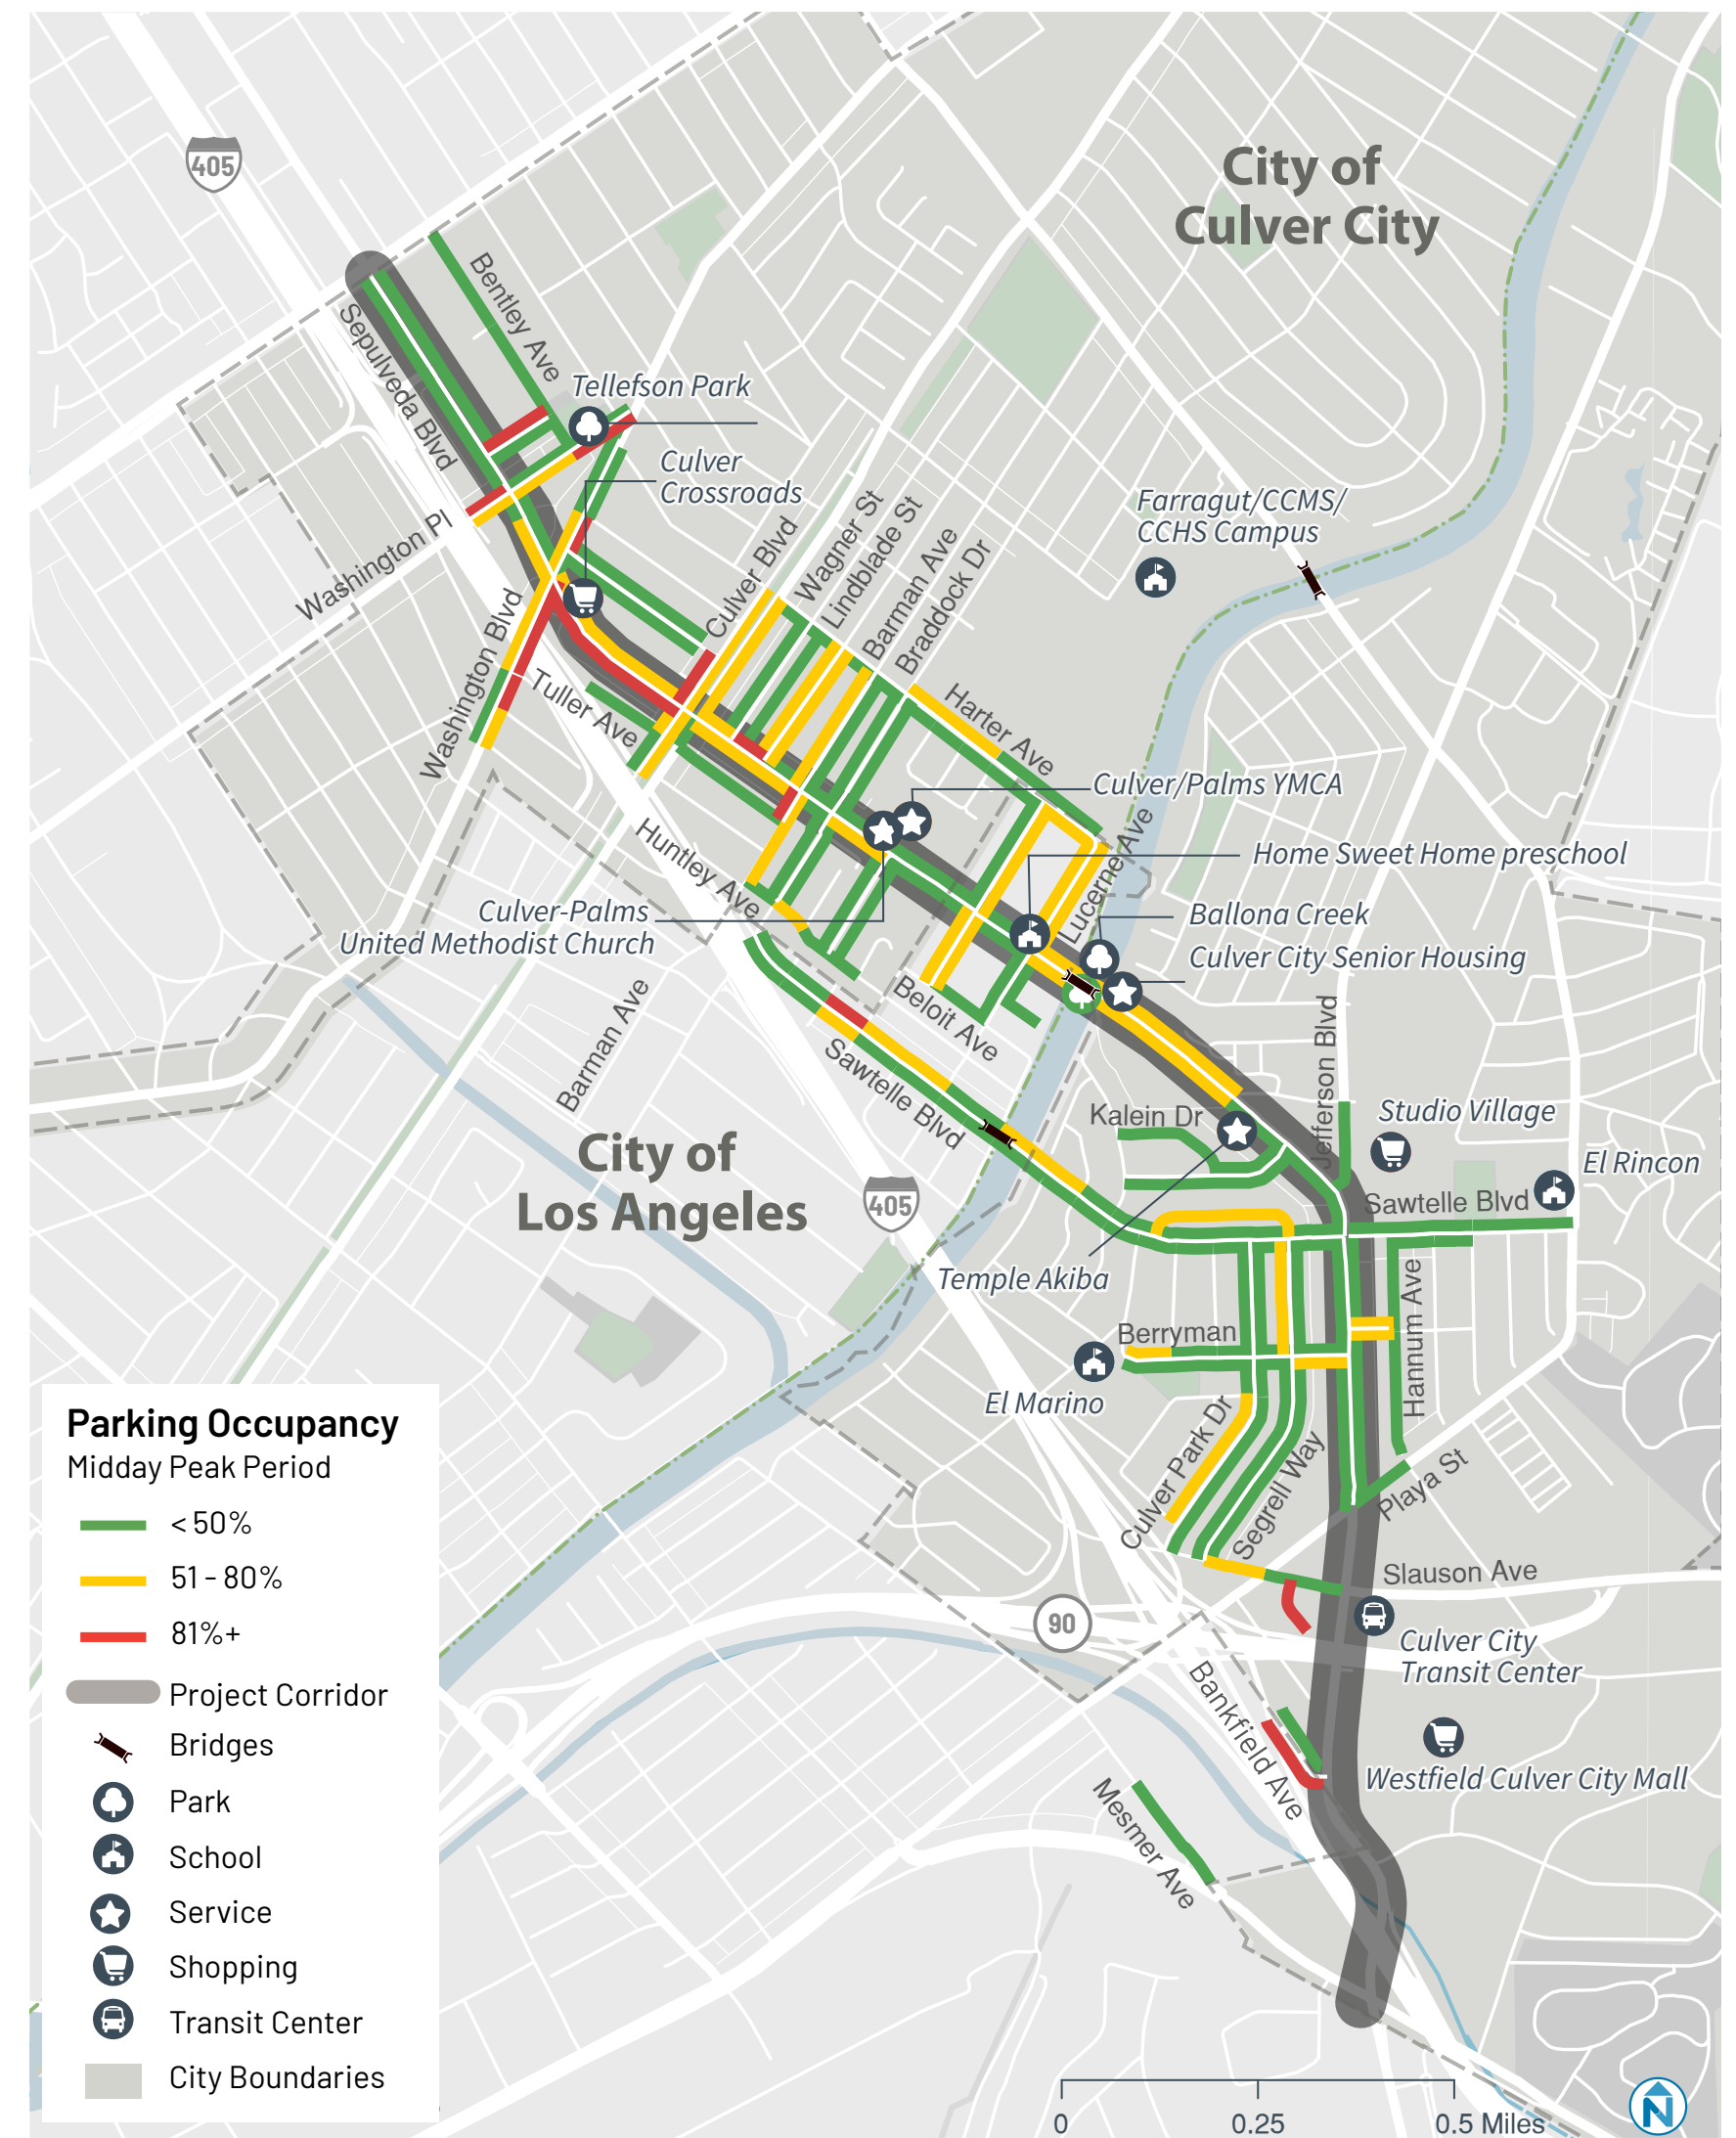 405
City of
Culver City
Bentley Ave
Sepulveda Blvd
Tellefson Park
Culver
Crossroads
Washington Pl
Washington Blvd
Culver Blvd
Wagner St
Lindblade St
Barman Ave
Braddock Dr
Farragut/CCMS/
CCHS Campus
Tuller Ave
Washington Blvd
Harter Ave
Culver/Palms YMCA
Huntley Ave
Lucerne Ave
Home Sweet Home preschool
Culver-Palms
United Methodist Church
Ballona Creek
Culver City Senior Housing
Beloit Ave
Barman Ave
Sawtelle Blvd
Jefferson Blvd
Kalein Dr
Studio Village
City of
Los Angeles
El Rincon
405
Sawtelle Blvd
Temple Akiba
Hannum Ave
Berryman
El Marino
Culver Park Dr
Segrell Way
Playa St
Slauson Ave
90
Culver City
Transit Center
Bankfield Ave
Westfield Culver City Mall
Mesmer Ave
Parking Occupancy
Midday Peak Period
<50%
51 - 80%
81%+
Project Corridor
Bridges
Park
School
Service
Shopping
Transit Center
City Boundaries
0 0.25 0.5 Miles
N